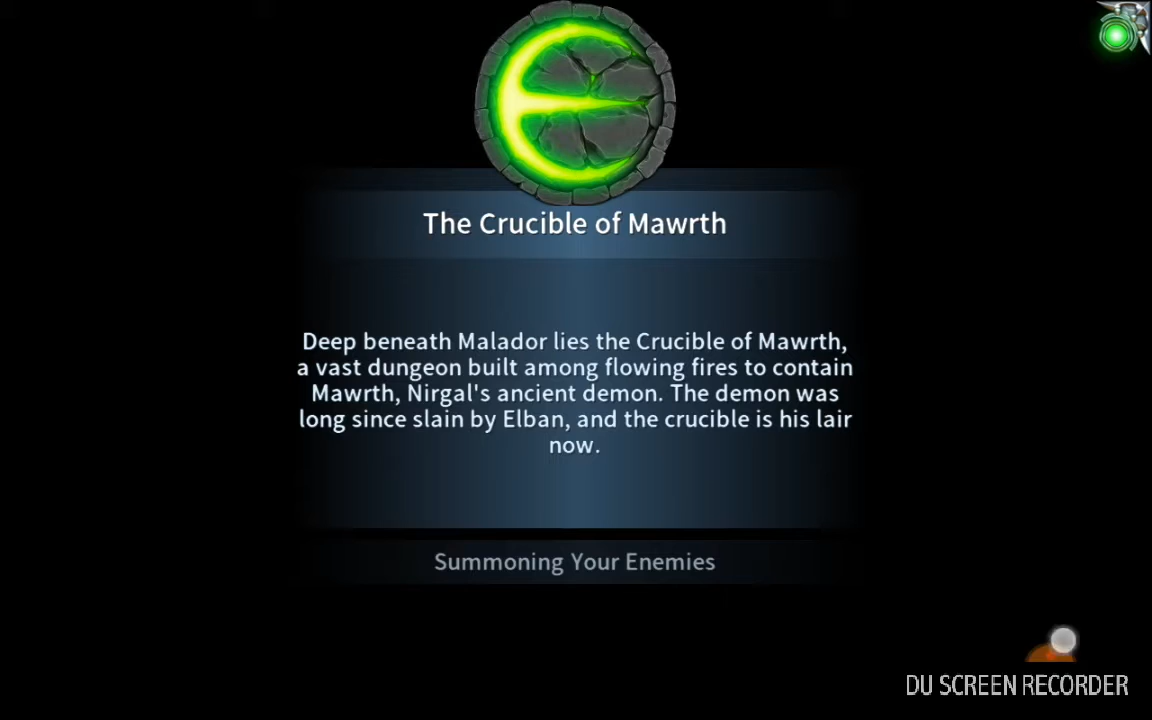 The Crucible of Mawrth
Deep beneath Malador lies the Crucible of Mawrth,
a vast dungeon built among flowing fires to contain
Mawrth, Nirgal's ancient demon. The demon was
long since slain by Elban, and the crucible is his lair
now.
Summoning Your Enemies
DU SCREEN RECORDER